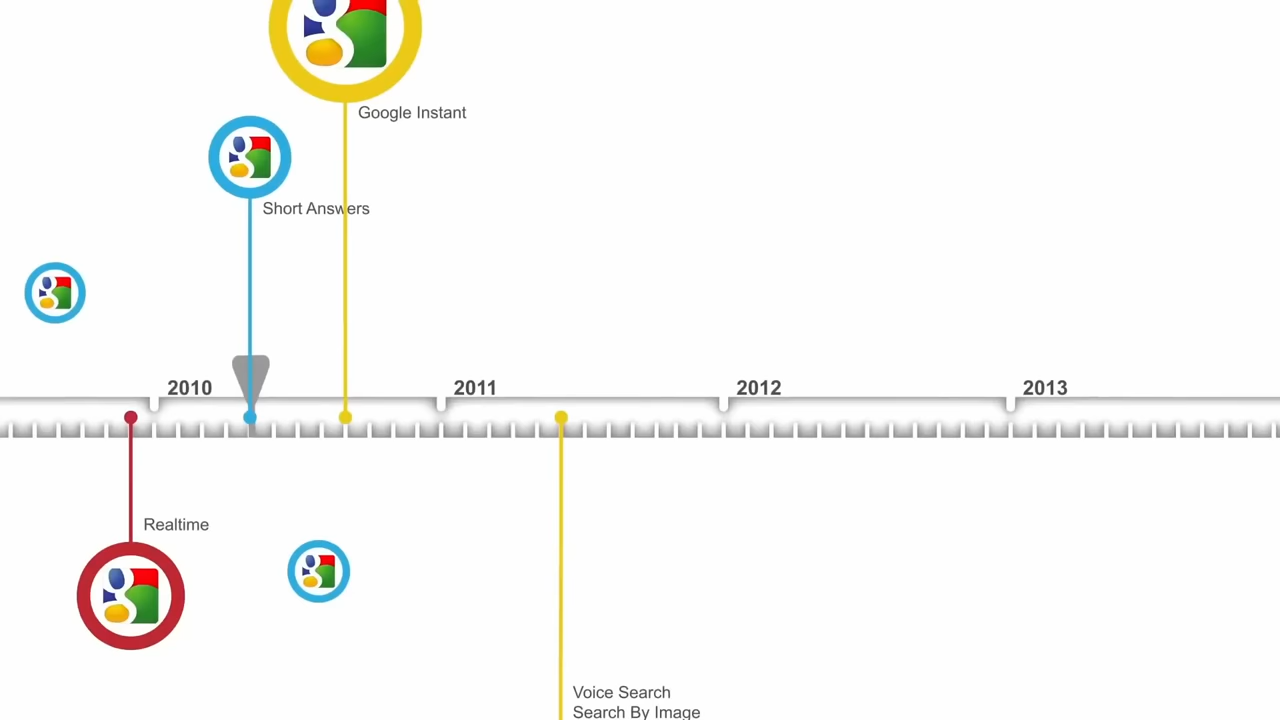 Google Instant
Short Answers
2010
2011
2012
2013
Realtime
Voice Search
Search By Image